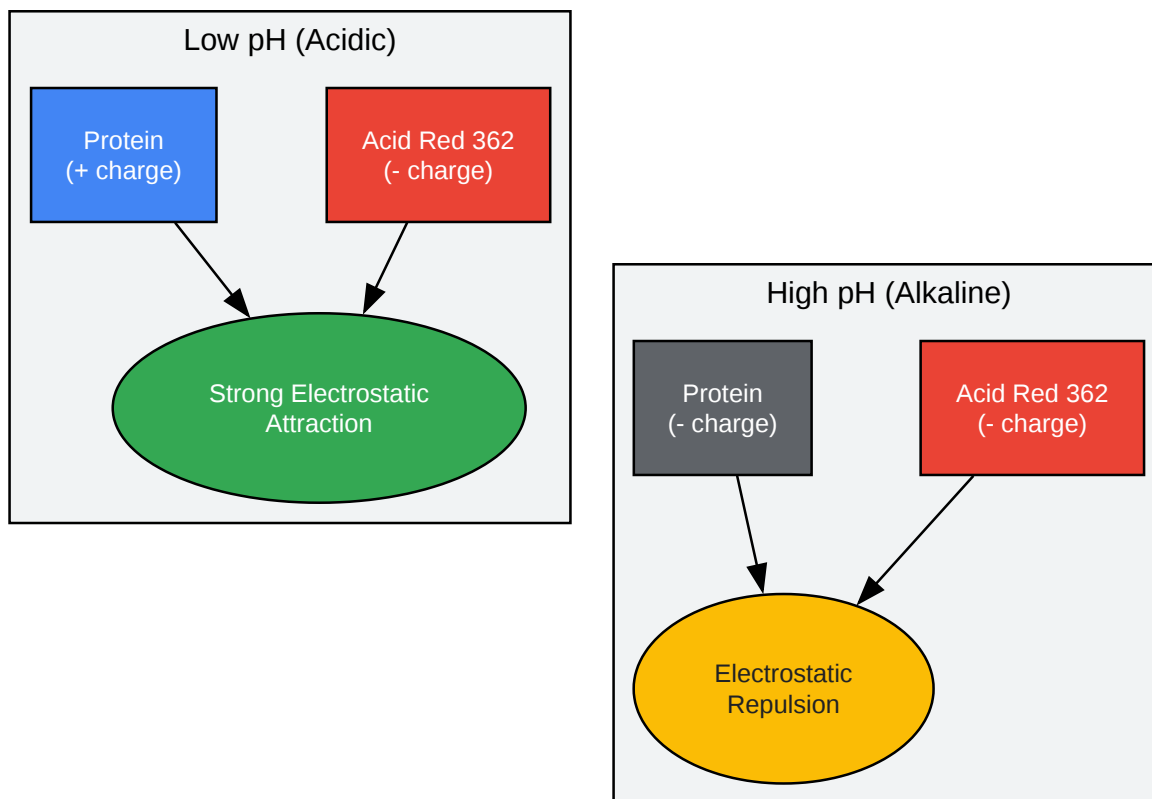 Low pH (Acidic)
Protein
(+ charge)
Acid Red 362
(- charge)
Strong Electrostatic
Attraction
High pH (Alkaline)
Protein
(- charge)
Acid Red 362
(- charge)
Electrostatic
Repulsion